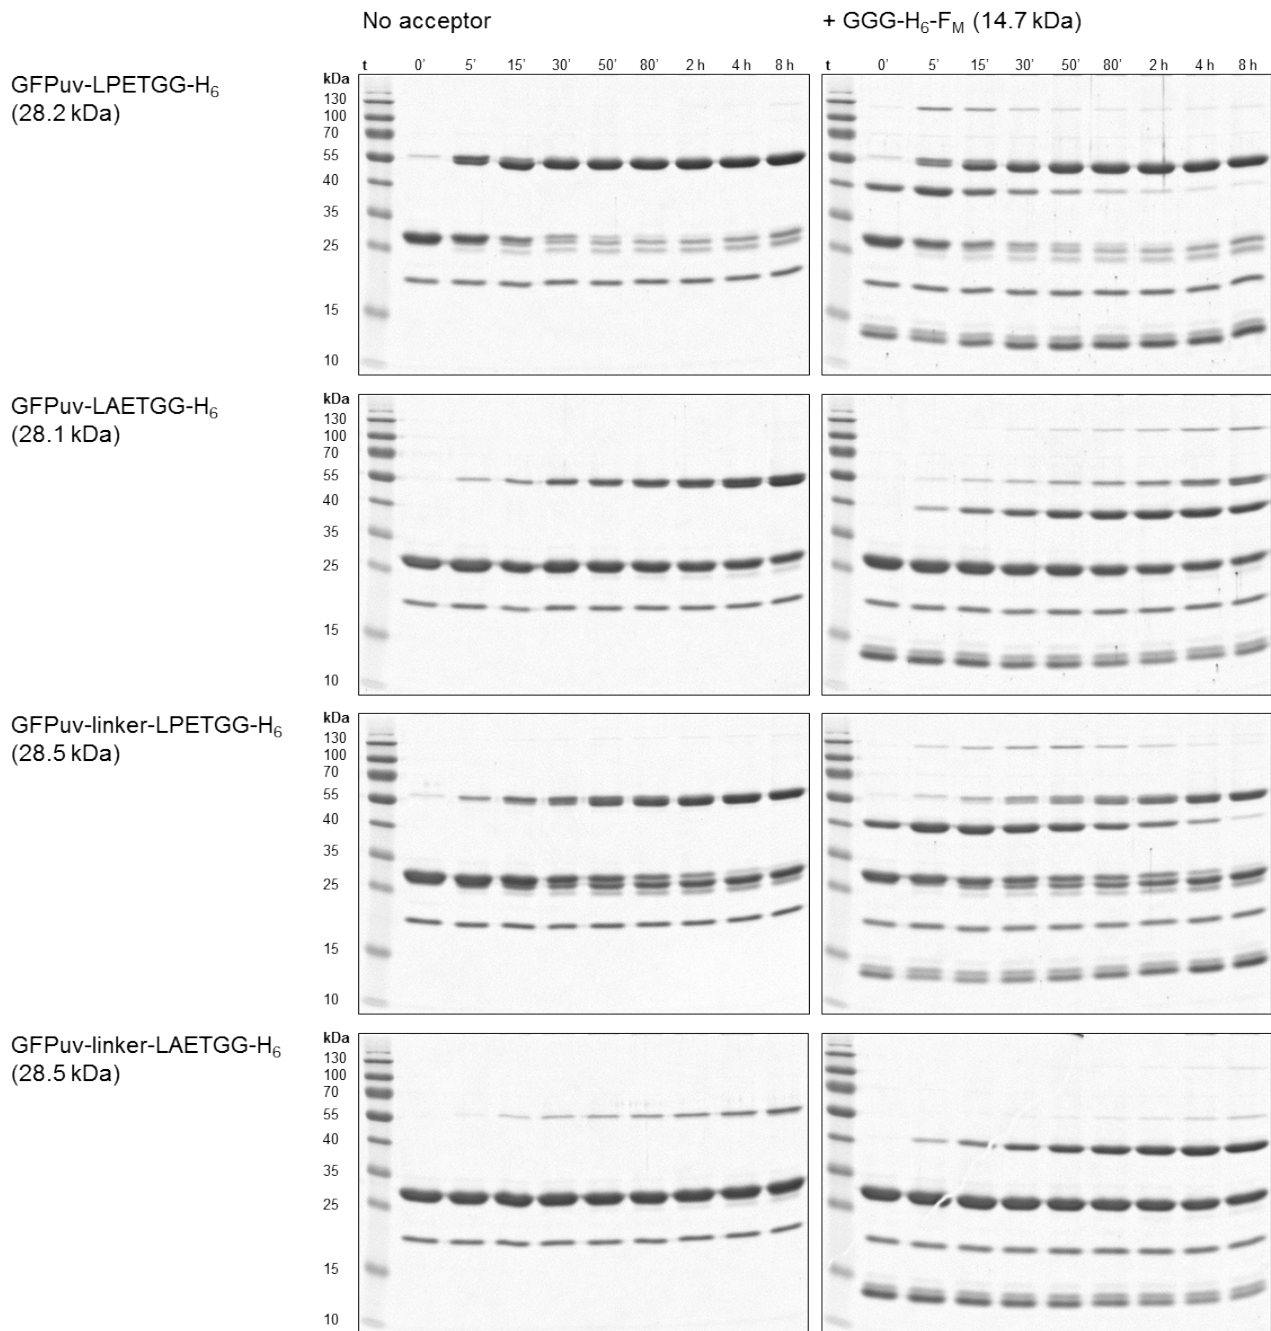 No acceptor
+ GGG-H₆-F_M (14.7 kDa)
t 0' 5' 15' 30' 50' 80' 2 h 4 h 8 h
t 0' 5' 15' 30' 50' 80' 2 h 4 h 8 h
GFPuv-LPETGG-H₆
(28.2 kDa)
kDa
130
100
70
55
40
35
25
15
10
GFPuv-LAETGG-H₆
(28.1 kDa)
kDa
130
100
70
55
40
35
25
15
10
GFPuv-linker-LPETGG-H₆
(28.5 kDa)
kDa
130
100
70
55
40
35
25
15
10
GFPuv-linker-LAETGG-H₆
(28.5 kDa)
kDa
130
100
70
55
40
35
25
15
10